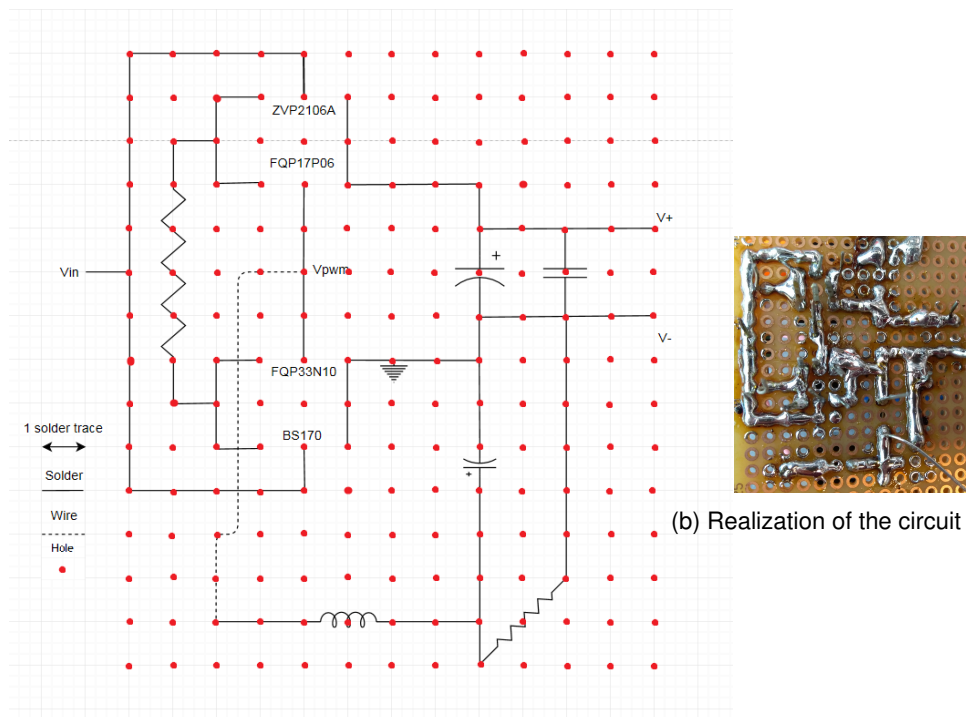 ZVP2106A
FQP17P06
V+
+
Vin
Vpwm
V-
FQP33N10
1 solder trace
BS170
Solder
+
Wire
Hole
(b) Realization of the circuit